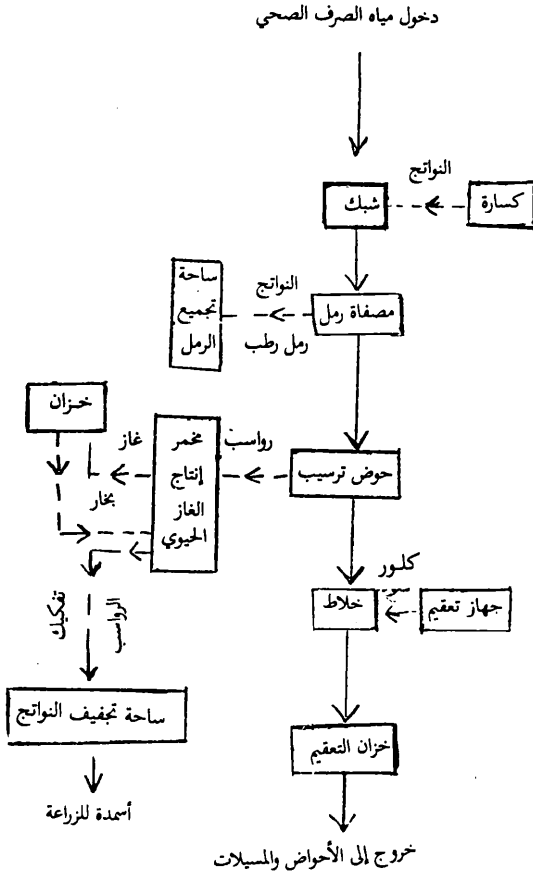 دخول مياه الصرف الصحي
النواتج
كسارة
شبك
ساحة
تجميع
الرمل
النواتج
رمل رطب
مصفاة رمل
خزان
مخمر
إنتاج
الغاز
الحيوي
غاز
بخار
رواسب
حوض ترسيب
كلور
خلاط
جهاز تعقيم
تفكيك
الرواسب
ساحة تجفيف النواتج
خزان التعقيم
أسمدة للزراعة
خروج إلى الأحواض والمسيلات